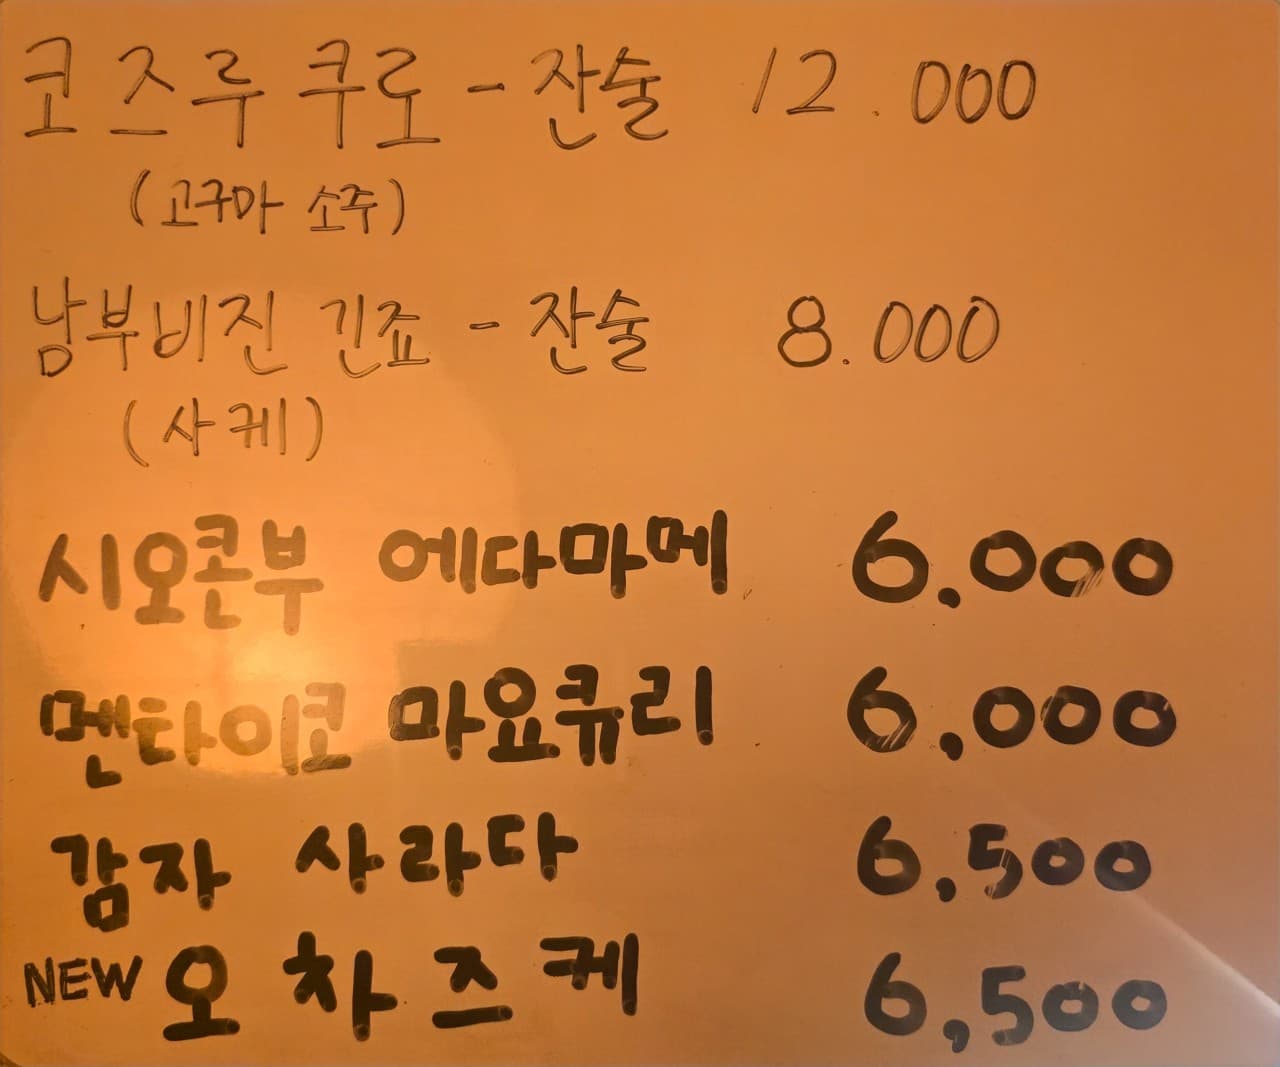 코즈루 쿠로 - 잔술 12.000
(고구마 소주)
남부비진 긴죠 - 잔술 8.000
(사케)
시오콘부 에다마메 6.000
멘타이코 마요큐리 6.000
감자 사라다 6,500
NEW 오차즈케 6,500